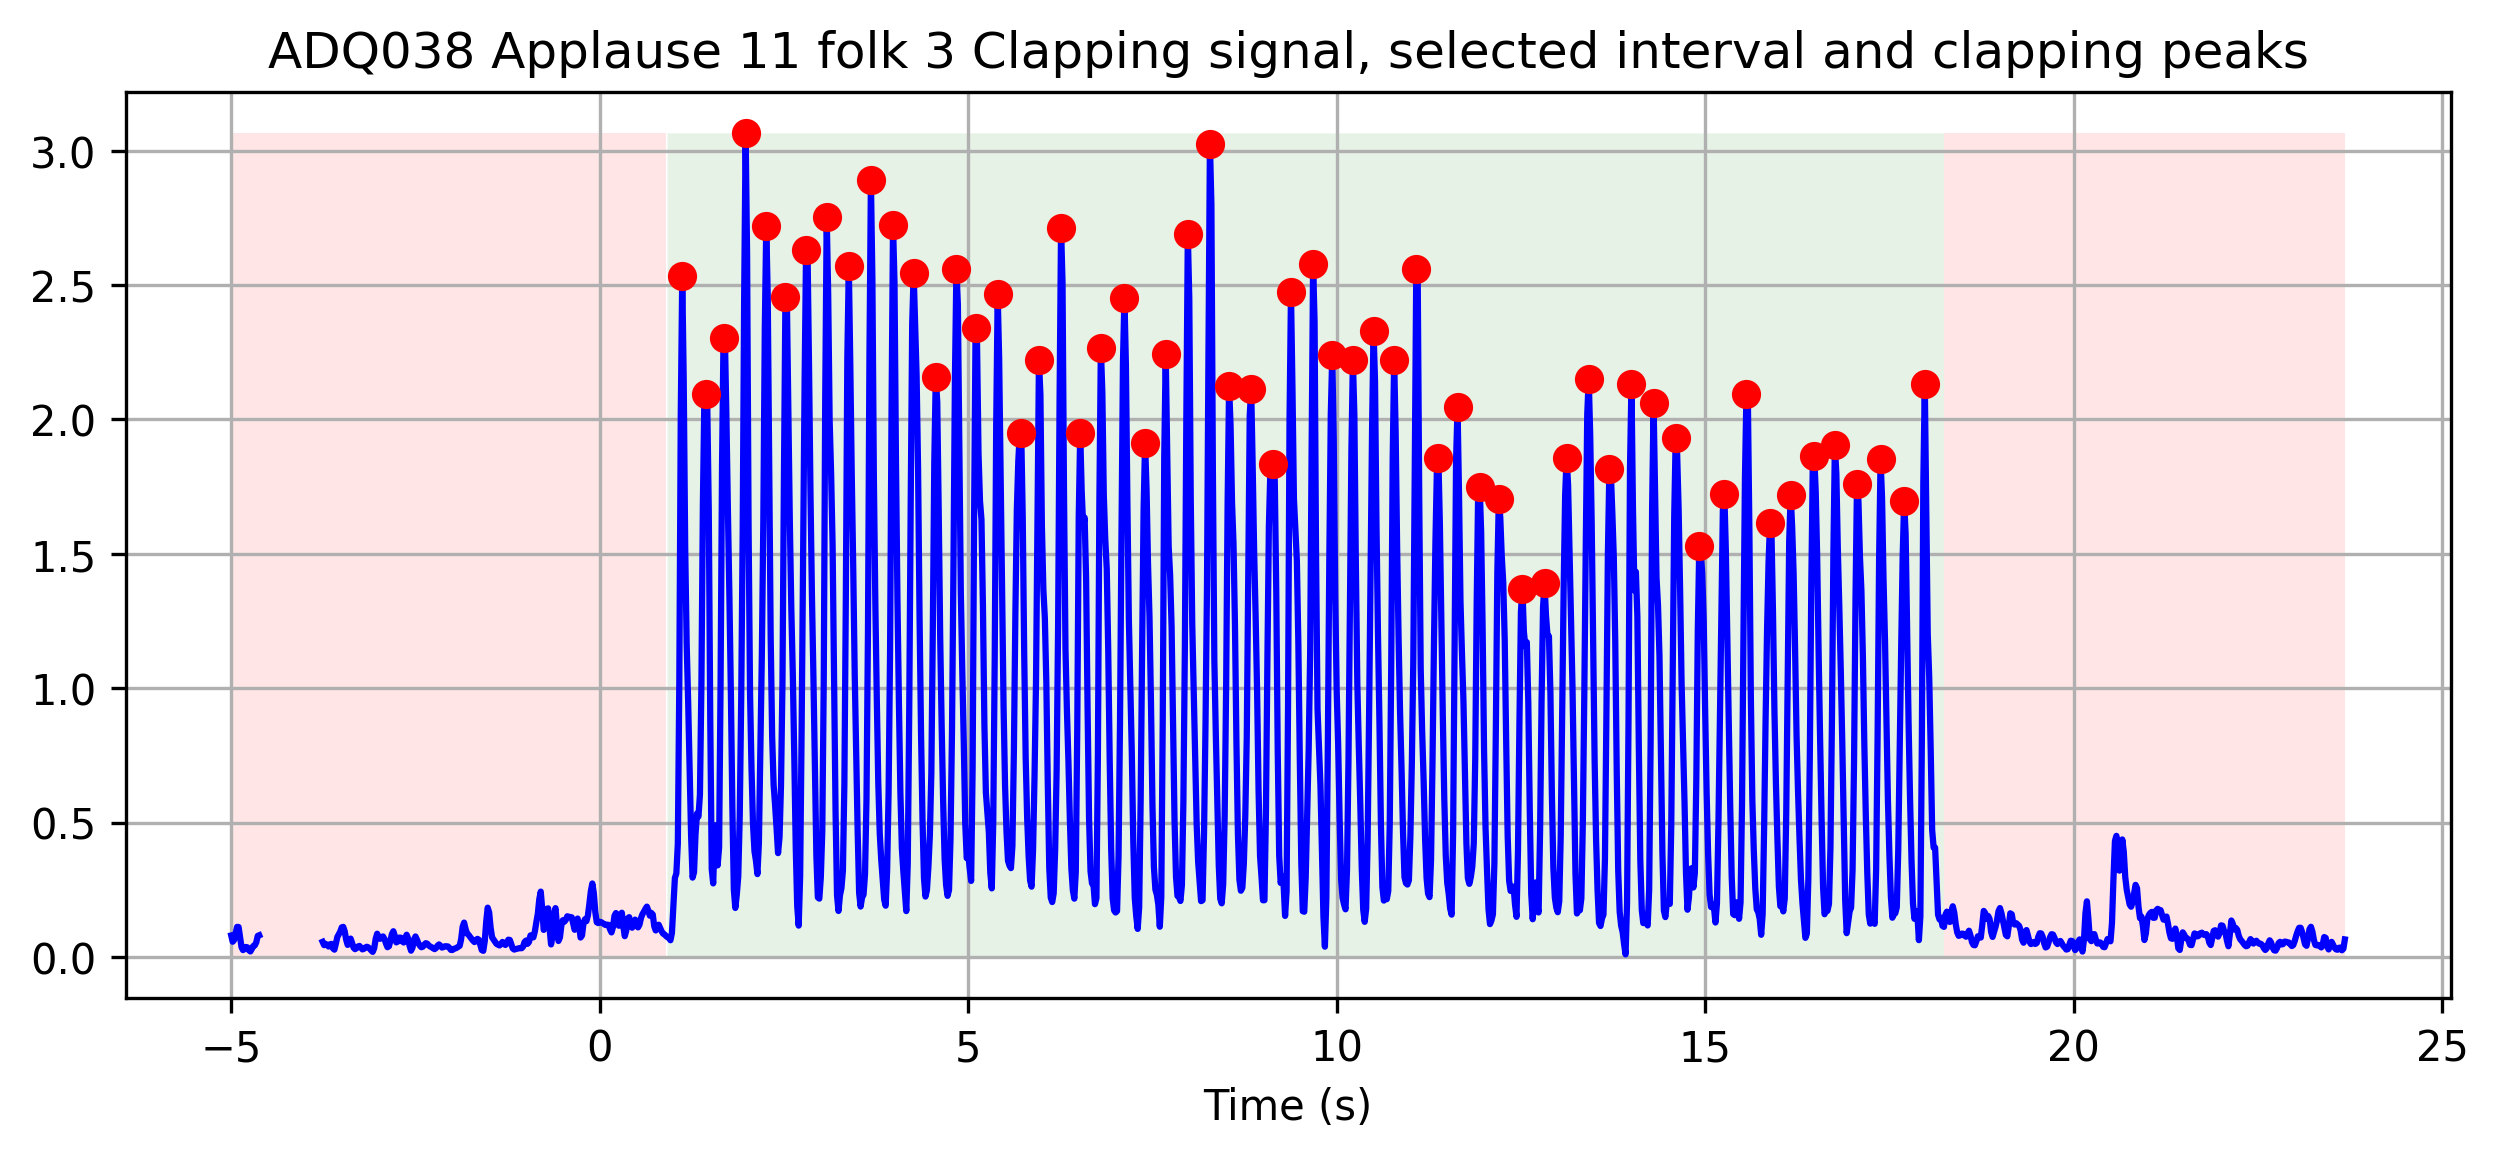 ADQ038 Applause 11 folk 3 Clapping signal, selected interval and clapping peaks
3.0
2.5
2.0
1.5
1.0
0.5
0.0
−5 0 5 10 15 20 25
Time (s)